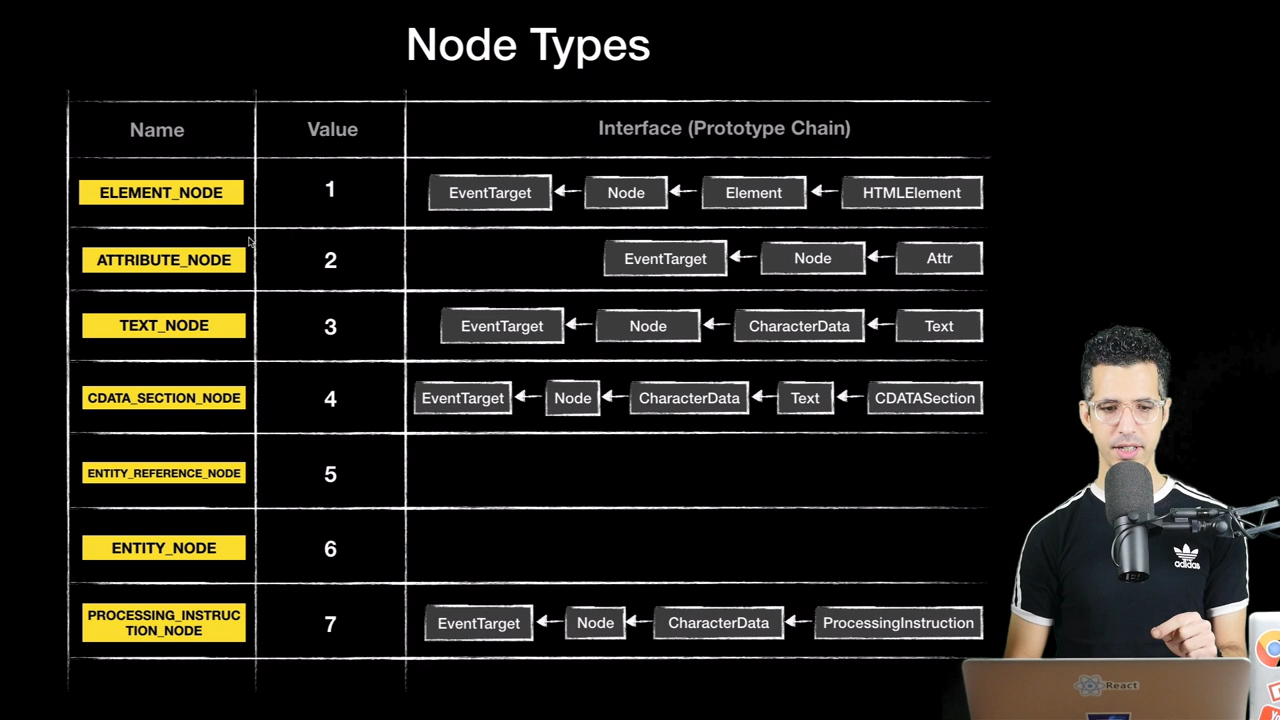 Node Types
Name Value Interface (Prototype Chain)
ELEMENT_NODE 1 EventTarget Node Element HTMLElement
ATTRIBUTE_NODE 2 EventTarget Node Attr
TEXT_NODE 3 EventTarget Node CharacterData Text
CDATA_SECTION_NODE 4 EventTarget Node CharacterData Text CDATASection
ENTITY_REFERENCE_NODE 5
ENTITY_NODE 6
PROCESSING_INSTRUC
TION_NODE 7 EventTarget Node CharacterData ProcessingInstruction
adidas
React